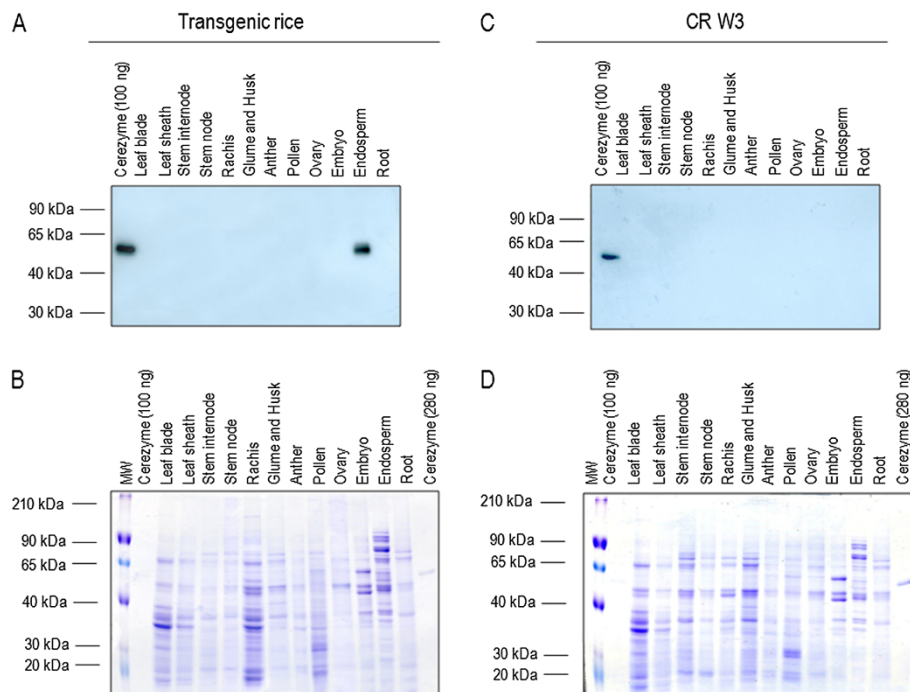 A
Transgenic rice
Cerezyme (100 ng)
Leaf blade
Leaf sheath
Stem internode
Stem node
Rachis
Glume and Husk
Anther
Pollen
Ovary
Embryo
Endosperm
Root
90 kDa
65 kDa
40 kDa
30 kDa
C
CR W3
Cerezyme (100 ng)
Leaf blade
Leaf sheath
Stem internode
Stem node
Rachis
Glume and Husk
Anther
Pollen
Ovary
Embryo
Endosperm
Root
90 kDa
65 kDa
40 kDa
30 kDa
B
MW
Cerezyme (100 ng)
Leaf blade
Leaf sheath
Stem internode
Stem node
Rachis
Glume and Husk
Anther
Pollen
Ovary
Embryo
Endosperm
Root
Cerezyme (280 ng)
210 kDa
90 kDa
65 kDa
40 kDa
30 kDa
20 kDa
D
MW
Cerezyme (100 ng)
Leaf blade
Leaf sheath
Stem internode
Stem node
Rachis
Glume and Husk
Anther
Pollen
Ovary
Embryo
Endosperm
Root
Cerezyme (280 ng)
210 kDa
90 kDa
65 kDa
40 kDa
30 kDa
20 kDa